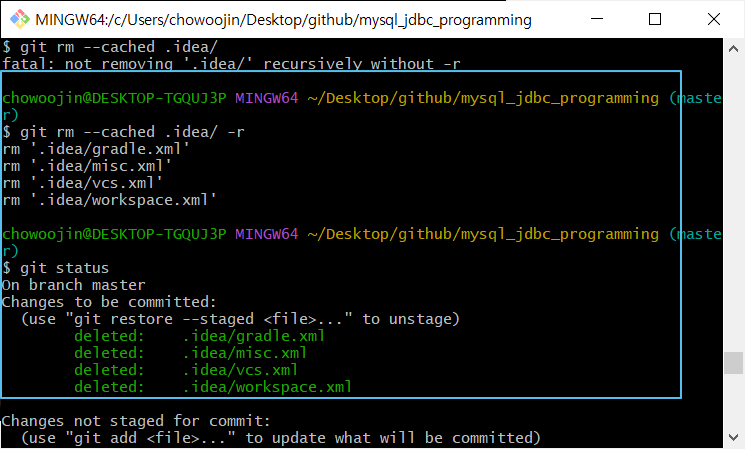 MINGW64:/c/Users/chowoojin/Desktop/github/mysql_jdbc_programming
$ git rm --cached .idea/
fatal: not removing '.idea/' recursively without -r
chowoojin@DESKTOP-TGQUJ3P MINGW64 ~/Desktop/github/mysql_jdbc_programming (maste
r)
$ git rm --cached .idea/ -r
rm '.idea/gradle.xml'
rm '.idea/misc.xml'
rm '.idea/vcs.xml'
rm '.idea/workspace.xml'
chowoojin@DESKTOP-TGQUJ3P MINGW64 ~/Desktop/github/mysql_jdbc_programming (maste
r)
$ git status
On branch master
Changes to be committed:
  (use "git restore --staged <file>..." to unstage)
        deleted:    .idea/gradle.xml
        deleted:    .idea/misc.xml
        deleted:    .idea/vcs.xml
        deleted:    .idea/workspace.xml
Changes not staged for commit:
  (use "git add <file>..." to update what will be committed)